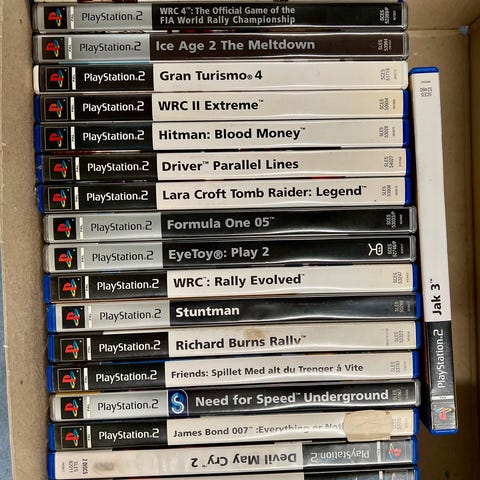 PlayStation.2 WRC 4™: The Official Game of the
FIA World Rally Championship
PlayStation.2 Ice Age 2 The Meltdown
PlayStation.2 Gran Turismo® 4
PlayStation.2 WRC II Extreme™
PlayStation.2 Hitman: Blood Money™
PlayStation.2 Driver™ Parallel Lines
PlayStation.2 Lara Croft Tomb Raider: Legend™
PlayStation.2 Formula One 05™
PlayStation.2 EyeToy®: Play 2
PlayStation.2 WRC™: Rally Evolved™
PlayStation.2 Stuntman
PlayStation.2 Richard Burns Rally™
PlayStation.2 Friends: Spillet Med alt du Trenger å Vite
PlayStation.2 Need for Speed™ Underground
PlayStation.2 James Bond 007™: Everything or
2 DISCS Devil May Cry™ 2 PlayStation.2
PlayStation.2 Jak 3™ SCES 52460